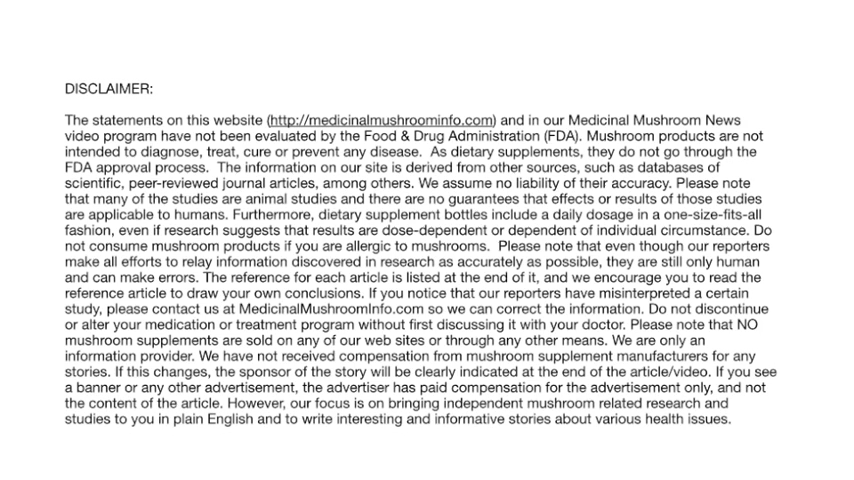 DISCLAIMER:
The statements on this website (http://medicinalmushroominfo.com) and in our Medicinal Mushroom News
video program have not been evaluated by the Food & Drug Administration (FDA). Mushroom products are not
intended to diagnose, treat, cure or prevent any disease.  As dietary supplements, they do not go through the
FDA approval process.  The information on our site is derived from other sources, such as databases of
scientific, peer-reviewed journal articles, among others. We assume no liability of their accuracy. Please note
that many of the studies are animal studies and there are no guarantees that effects or results of those studies
are applicable to humans. Furthermore, dietary supplement bottles include a daily dosage in a one-size-fits-all
fashion, even if research suggests that results are dose-dependent or dependent of individual circumstance. Do
not consume mushroom products if you are allergic to mushrooms.  Please note that even though our reporters
make all efforts to relay information discovered in research as accurately as possible, they are still only human
and can make errors. The reference for each article is listed at the end of it, and we encourage you to read the
reference article to draw your own conclusions. If you notice that our reporters have misinterpreted a certain
study, please contact us at MedicinalMushroomInfo.com so we can correct the information. Do not discontinue
or alter your medication or treatment program without first discussing it with your doctor. Please note that NO
mushroom supplements are sold on any of our web sites or through any other means. We are only an
information provider. We have not received compensation from mushroom supplement manufacturers for any
stories. If this changes, the sponsor of the story will be clearly indicated at the end of the article/video. If you see
a banner or any other advertisement, the advertiser has paid compensation for the advertisement only, and not
the content of the article. However, our focus is on bringing independent mushroom related research and
studies to you in plain English and to write interesting and informative stories about various health issues.